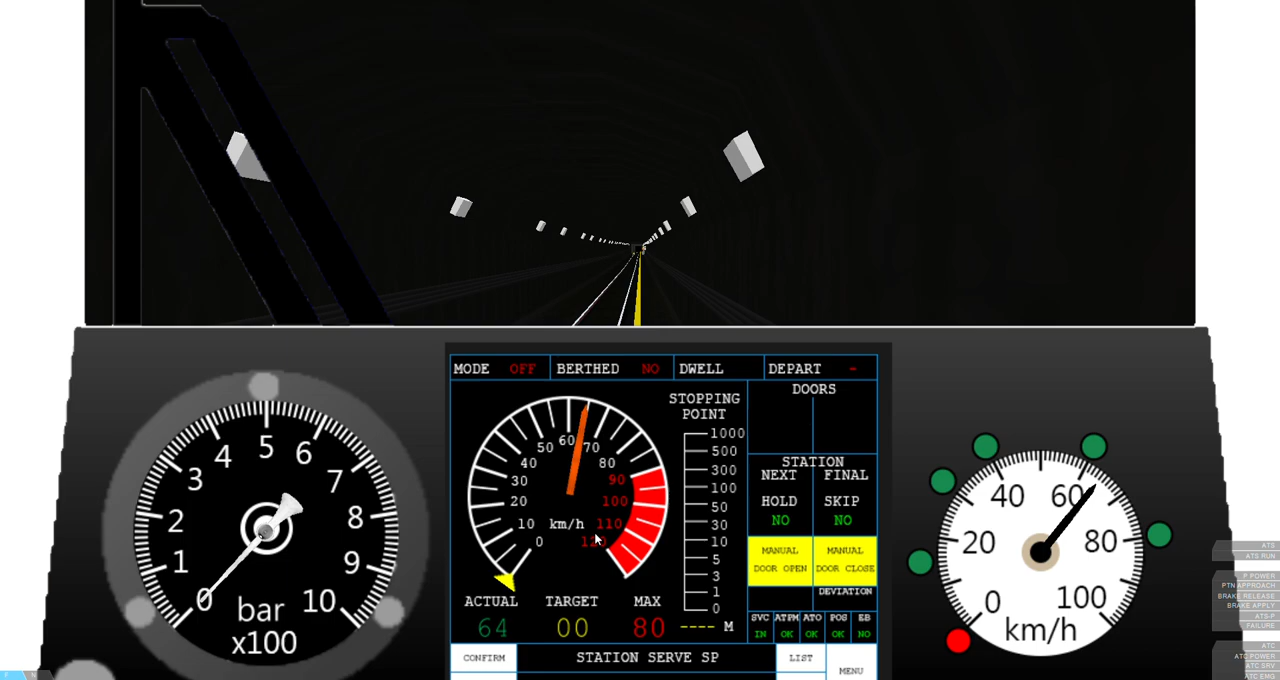 MODE OFF BERTHED NO DWELL DEPART -
DOORS
STOPPING
POINT
1000
500
300
100
50
30
10
5
3
1
0
---- M
0
10
20
30
40
50
60
70
80
90
100
110
120
km/h
ACTUAL TARGET MAX
64 00 80
STATION
NEXT FINAL
HOLD SKIP
NO NO
MANUAL
DOOR OPEN
MANUAL
DOOR CLOSE
DEVIATION
SVC ATPM ATO POS EB
IN OK OK OK NO
CONFIRM STATION SERVE SP LIST
MENU
0
1
2
3
4
5
6
7
8
9
10
bar
x100
0
20
40
60
80
100
km/h
ATS
ATS RUN
P POWER
PTN APPROACH
BRAKE RELEASE
BRAKE APPLY
ATS-P
FAILURE
ATC
ATC POWER
ATC SRV
ATC EMG
P N